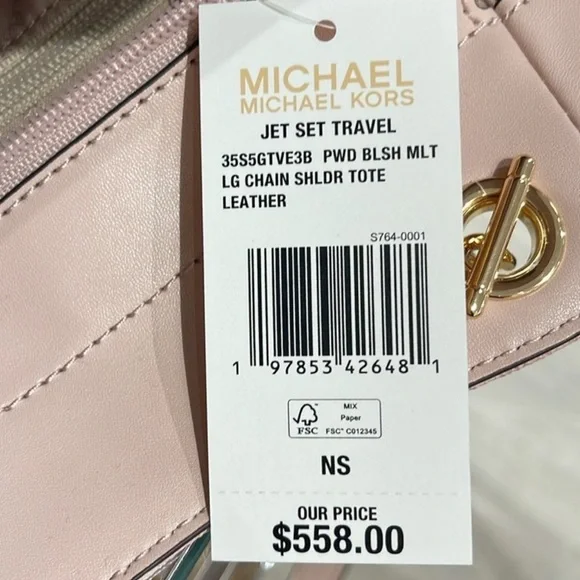 MICHAEL
MICHAEL KORS
JET SET TRAVEL
35S5GTVE3B PWD BLSH MLT
LG CHAIN SHLDR TOTE
LEATHER
S764-0001
1 97853 42648 1
MIX
Paper
FSC FSC™ C012345
NS
OUR PRICE
$558.00